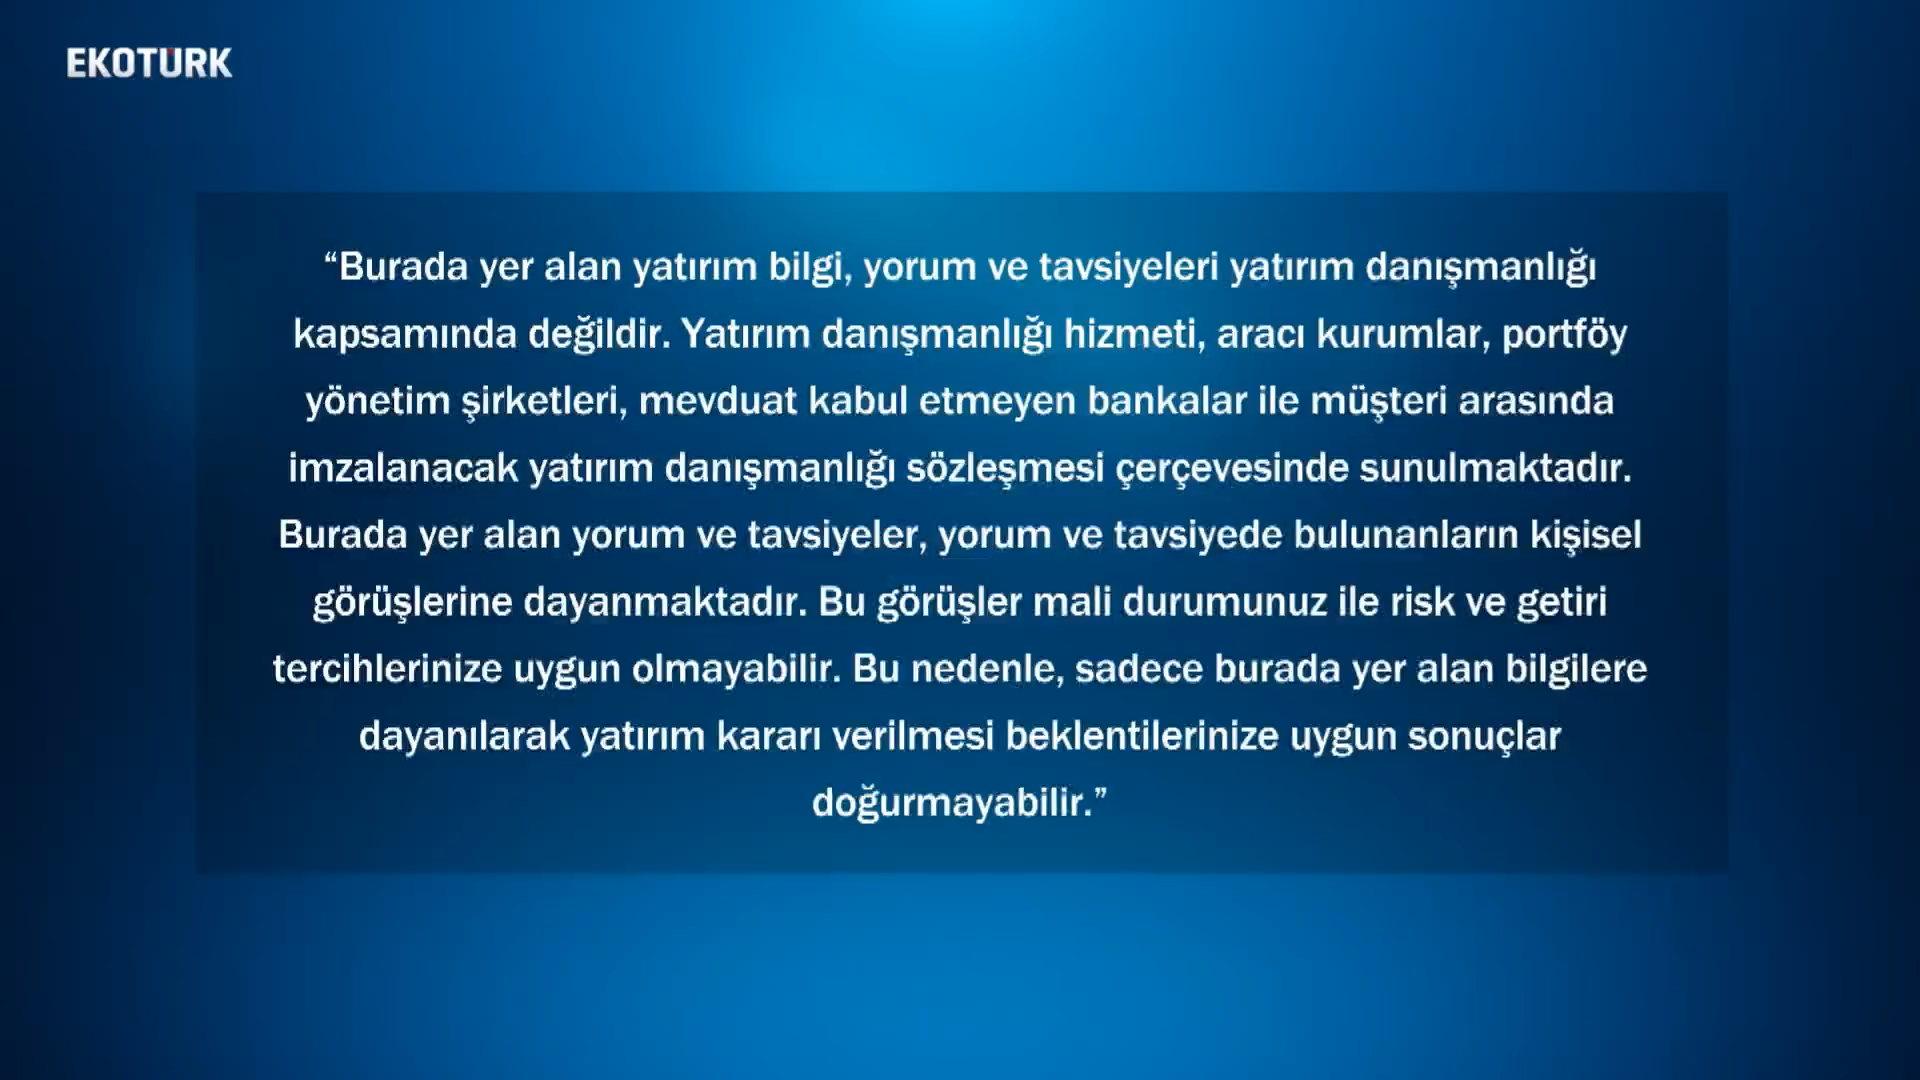 EKOTÜRK
“Burada yer alan yatırım bilgi, yorum ve tavsiyeleri yatırım danışmanlığı
kapsamında değildir. Yatırım danışmanlığı hizmeti, aracı kurumlar, portföy
yönetim şirketleri, mevduat kabul etmeyen bankalar ile müşteri arasında
imzalanacak yatırım danışmanlığı sözleşmesi çerçevesinde sunulmaktadır.
Burada yer alan yorum ve tavsiyeler, yorum ve tavsiyede bulunanların kişisel
görüşlerine dayanmaktadır. Bu görüşler mali durumunuz ile risk ve getiri
tercihlerinize uygun olmayabilir. Bu nedenle, sadece burada yer alan bilgilere
dayanılarak yatırım kararı verilmesi beklentilerinize uygun sonuçlar
doğurmayabilir.”